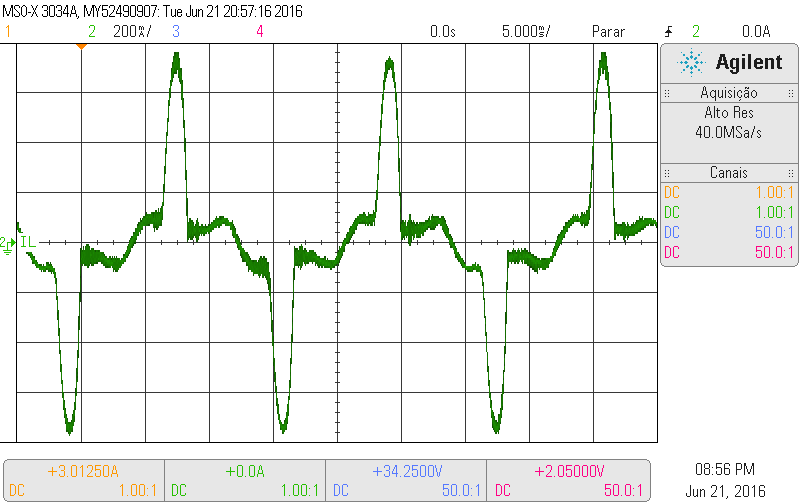 MSO-X 3034A, MY52490907: Tue Jun 21 20:57:16 2016
1 2 200%/ 3 4 0.0s 5.000%/ Parar 2 0.0A
Agilent
Aquisição
Alto Res
40.0MSa/s
Canais
DC 1.00:1
DC 1.00:1
DC 50.0:1
DC 50.0:1
2 IL
+3.01250A +0.0A +34.2500V +2.05000V
DC 1.00:1 DC 1.00:1 DC 50.0:1 DC 50.0:1
08:56 PM
Jun 21, 2016